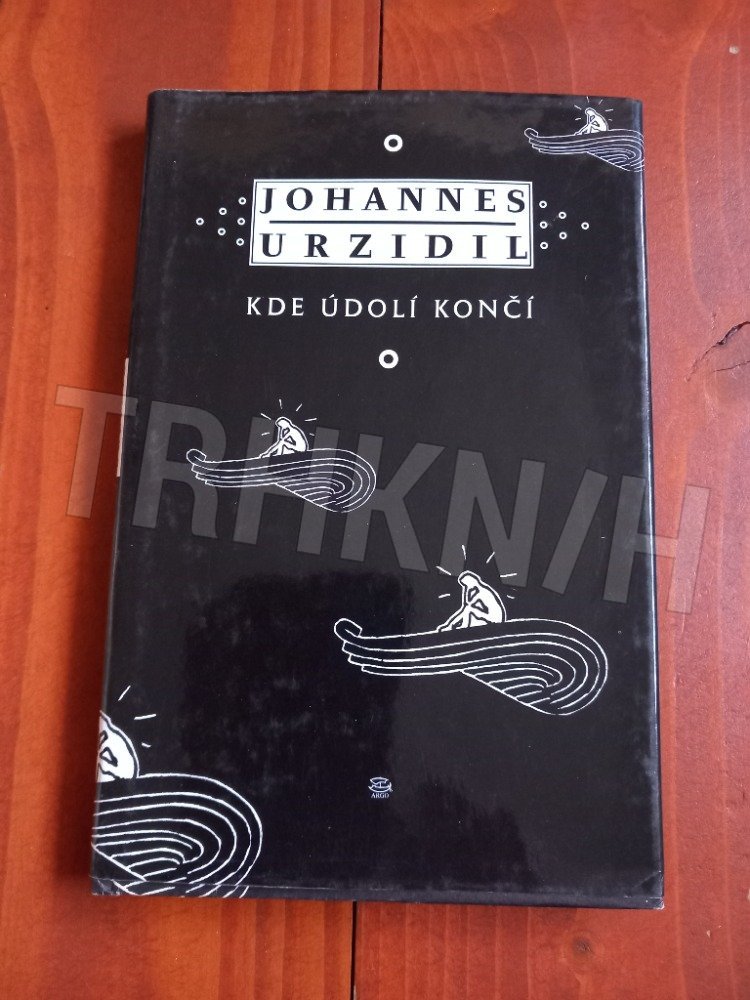 JOHANNES
URZIDIL
KDE ÚDOLÍ KONČÍ
TRHKNIH
ARGO